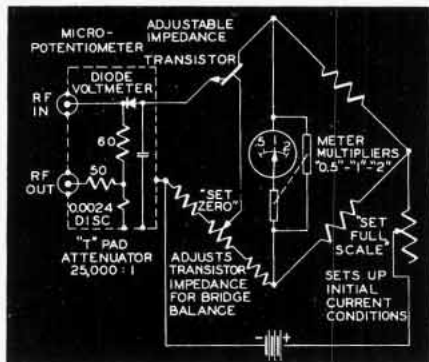 MICRO-
POTENTIOMETER
ADJUSTABLE
IMPEDANCE
TRANSISTOR
DIODE
VOLTMETER
RF
IN
60
RF
OUT
50
0.0024
DISC
"T" PAD
ATTENUATOR
25,000 : 1
"SET
ZERO"
ADJUSTS
TRANSISTOR
IMPEDANCE
FOR BRIDGE
BALANCE
.5 2
METER
MULTIPLIERS
"0.5"-"1"-"2"
"SET
FULL
SCALE"
SETS UP
INITIAL
CURRENT
CONDITIONS
- +